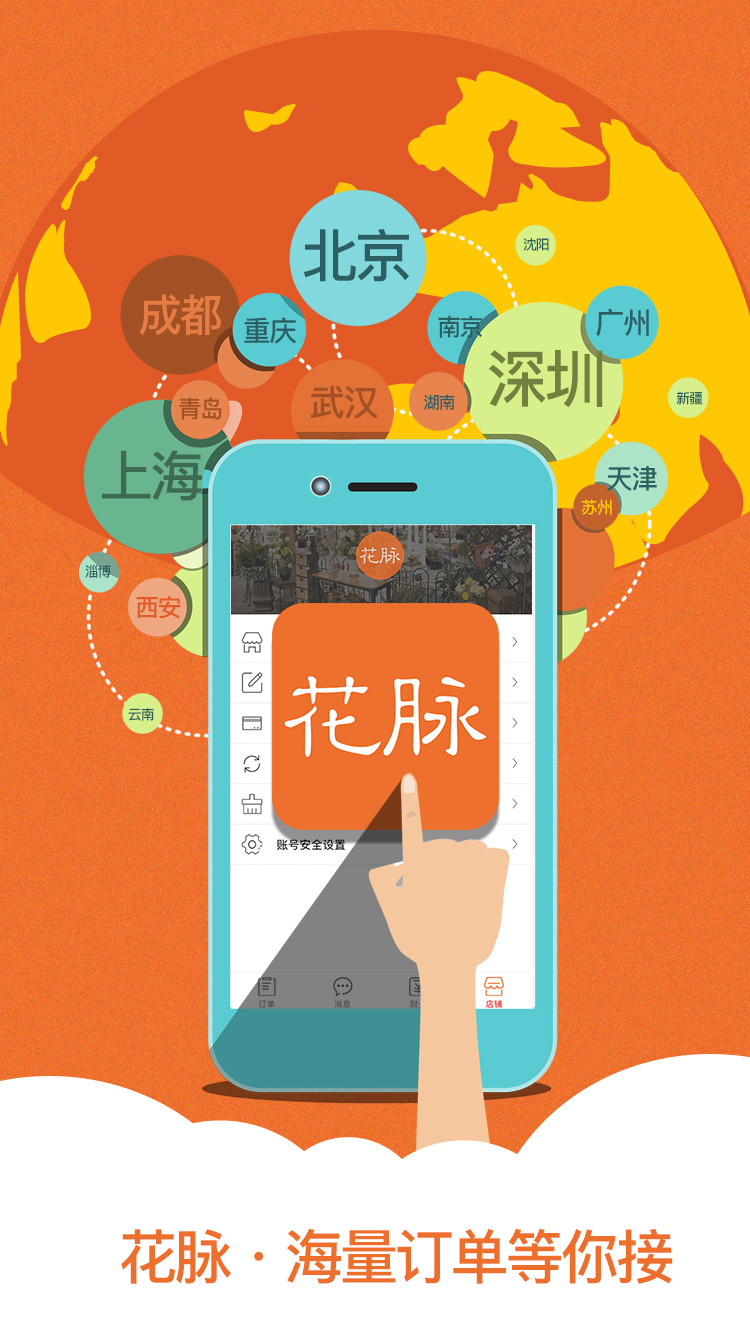 北京
沈阳
成都
重庆
南京
广州
深圳
武汉
湖南
青岛
新疆
上海
天津
苏州
淄博
西安
云南
花脉
花脉
账号安全设置
订单
消息
店铺
花脉·海量订单等你接